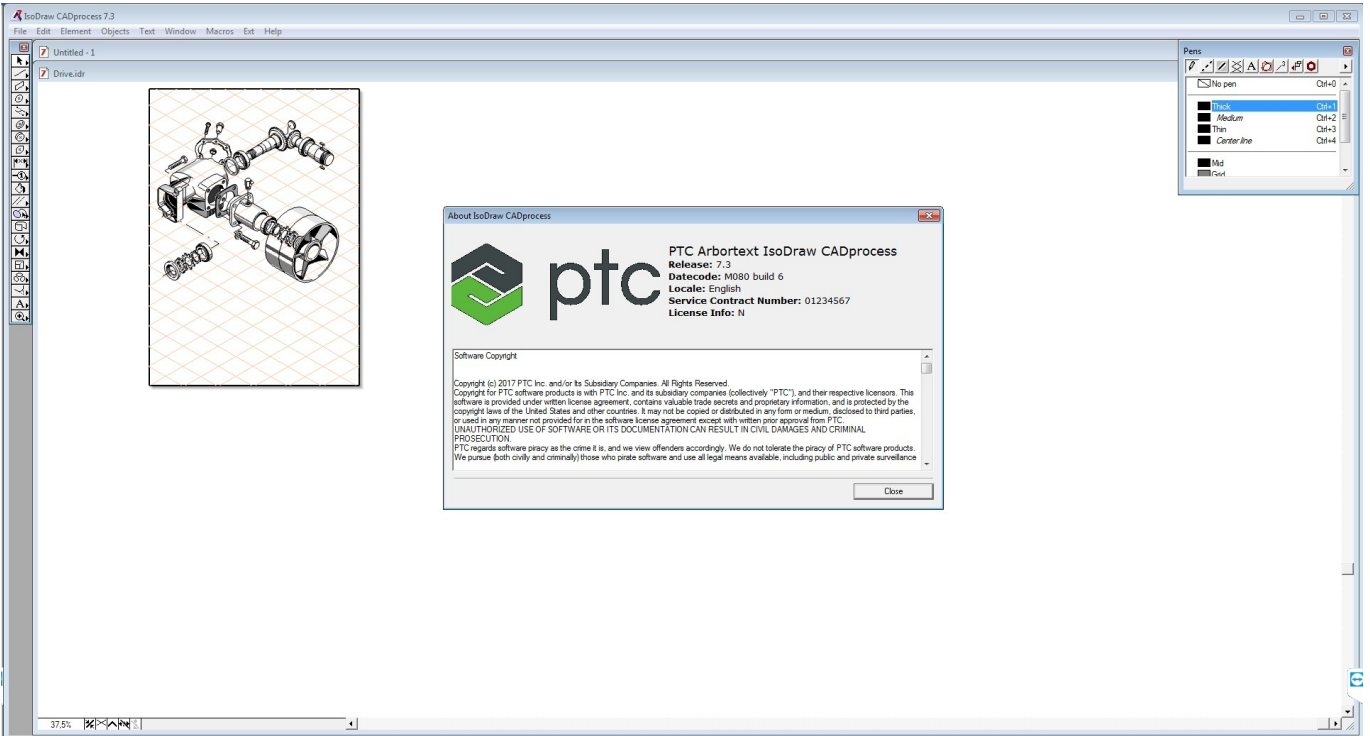 IsoDraw CADprocess 7.3
File Edit Element Objects Text Window Macros Ext Help
7 Untitled - 1
7 Drive.idr
Pens
No pen Ctrl+0
Thick Ctrl+1
Medium Ctrl+2
Thin Ctrl+3
Center line Ctrl+4
Mid
Grid
About IsoDraw CADprocess
ptc
PTC Arbortext IsoDraw CADprocess
Release: 7.3
Datecode: M080 build 6
Locale: English
Service Contract Number: 01234567
License Info: N
Software Copyright
Copyright (c) 2017 PTC Inc. and/or Its Subsidiary Companies. All Rights Reserved.
Copyright for PTC software products is with PTC Inc. and its subsidiary companies (collectively "PTC"), and their respective licensors. This
software is provided under written license agreement, contains valuable trade secrets and proprietary information, and is protected by the
copyright laws of the United States and other countries. It may not be copied or distributed in any form or medium, disclosed to third parties,
or used in any manner not provided for in the software license agreement except with written prior approval from PTC.
UNAUTHORIZED USE OF SOFTWARE OR ITS DOCUMENTATION CAN RESULT IN CIVIL DAMAGES AND CRIMINAL
PROSECUTION.
PTC regards software piracy as the crime it is, and we view offenders accordingly. We do not tolerate the piracy of PTC software products.
We pursue (both civilly and criminally) those who pirate software and use all legal means available, including public and private surveillance
Close
37,5%